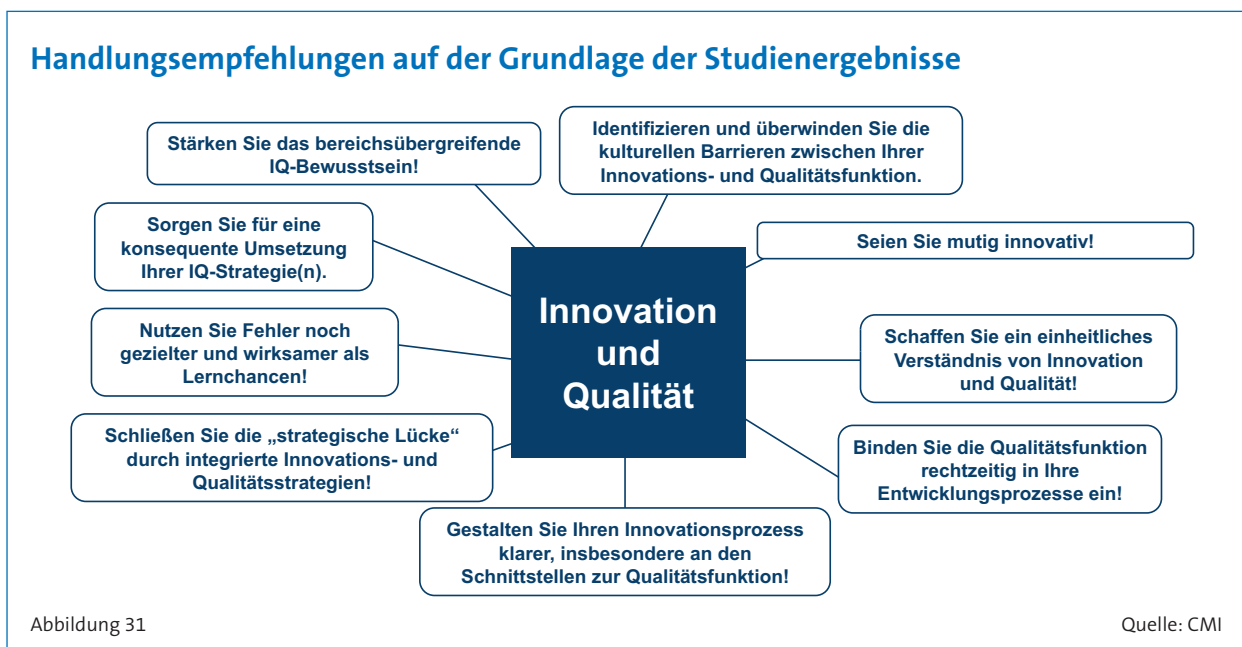 Handlungsempfehlungen auf der Grundlage der Studienergebnisse
Stärken Sie das bereichsübergreifende
IQ-Bewusstsein!
Identifizieren und überwinden Sie die
kulturellen Barrieren zwischen Ihrer
Innovations- und Qualitätsfunktion.
Sorgen Sie für eine
konsequente Umsetzung
Ihrer IQ-Strategie(n).
Seien Sie mutig innovativ!
Innovation
und
Qualität
Nutzen Sie Fehler noch
gezielter und wirksamer als
Lernchancen!
Schaffen Sie ein einheitliches
Verständnis von Innovation
und Qualität!
Schließen Sie die „strategische Lücke“
durch integrierte Innovations- und
Qualitätsstrategien!
Binden Sie die Qualitätsfunktion
rechtzeitig in Ihre
Entwicklungsprozesse ein!
Gestalten Sie Ihren Innovationsprozess
klarer, insbesondere an den
Schnittstellen zur Qualitätsfunktion!
Abbildung 31
Quelle: CMI